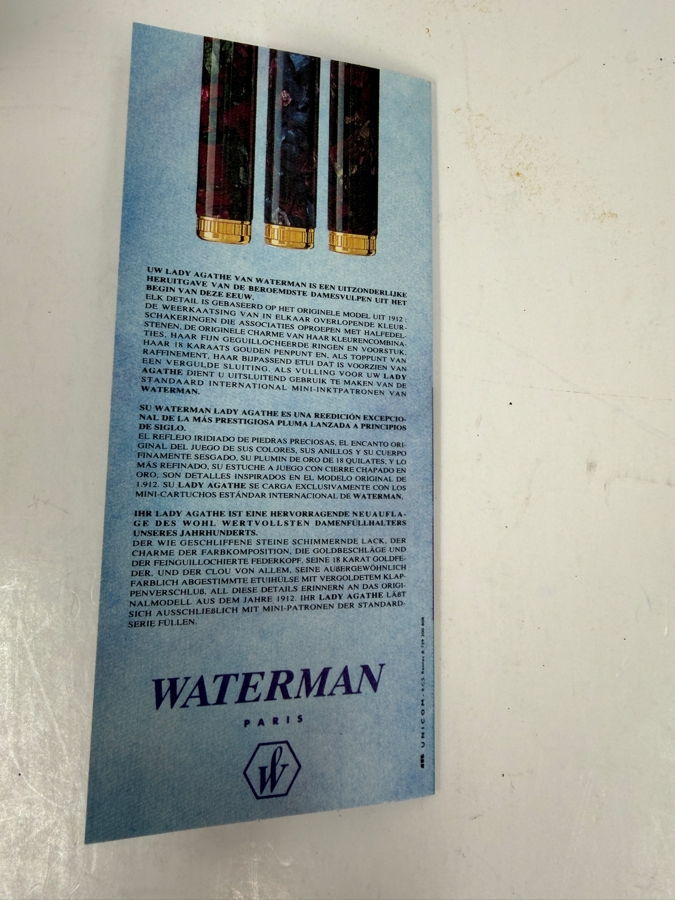 UW LADY AGATHE VAN WATERMAN IS EEN UITZONDERLIJKE
HERUITGAVE VAN DE BEROEMDSTE DAMESVULPEN UIT HET
BEGIN VAN DEZE EEUW.
ELK DETAIL IS GEBASEERD OP HET ORIGINELE MODEL UIT 1912 :
DE WEERKAATSING VAN IN ELKAAR OVERLOPENDE KLEUR-
SCHAKERINGEN DIE ASSOCIATIES OPROEPEN MET HALFEDEL-
STENEN, DE ORIGINELE CHARME VAN HAAR KLEURENCOMBINA-
TIES, HAAR FIJN GEGUILLOCHEERDE RINGEN EN VOORSTUK,
HAAR 18 KARAATS GOUDEN PENPUNT EN, ALS TOPPUNT VAN
RAFFINEMENT, HAAR BIJPASSEND ETUI DAT IS VOORZIEN VAN
EEN VERGULDE SLUITING. ALS VULLING VOOR UW LADY
AGATHE DIENT U UITSLUITEND GEBRUIK TE MAKEN VAN DE
STANDAARD INTERNATIONAL MINI-INKTPATRONEN VAN
WATERMAN.
SU WATERMAN LADY AGATHE ES UNA REEDICIÓN EXCEPCIO-
NAL DE LA MÁS PRESTIGIOSA PLUMA LANZADA A PRINCIPIOS
DE SIGLO.
EL REFLEJO IRIDIADO DE PIEDRAS PRECIOSAS, EL ENCANTO ORI-
GINAL DEL JUEGO DE SUS COLORES, SUS ANILLOS Y SU CUERPO
FINAMENTE SESGADO, SU PLUMIN DE ORO DE 18 QUILATES, Y LO
MÁS REFINADO, SU ESTUCHE A JUEGO CON CIERRE CHAPADO EN
ORO, SON DETALLES INSPIRADOS EN EL MODELO ORIGINAL DE
1.912. SU LADY AGATHE SE CARGA EXCLUSIVAMENTE CON LOS
MINI-CARTUCHOS ESTÁNDAR INTERNACIONAL DE WATERMAN.
IHR LADY AGATHE IST EINE HERVORRAGENDE NEUAUFLA-
GE DES WOHL WERTVOLLSTEN DAMENFÜLLHALTERS
UNSERES JAHRHUNDERTS.
DER WIE GESCHLIFFENE STEINE SCHIMMERNDE LACK, DER
CHARME DER FARBKOMPOSITION, DIE GOLDBESCHLÄGE UND
DER FEINGUILLOCHIERTE FEDERKOPF, SEINE 18 KARAT GOLDFE-
DER, UND DER CLOU VON ALLEM, SEINE AUßERGEWÖHNLICH
FARBLICH ABGESTIMMTE ETUIHÜLSE MIT VERGOLDETEM KLAP-
PENVERSCHLUß, ALL DIESE DETAILS ERINNERN AN DAS ORIGI-
NALMODELL AUS DEM JAHRE 1912. IHR LADY AGATHE LÄßT
SICH AUSSCHLIEßLICH MIT MINI-PATRONEN DER STANDARD-
SERIE FÜLLEN.
WATERMAN
PARIS
W
UNICOM